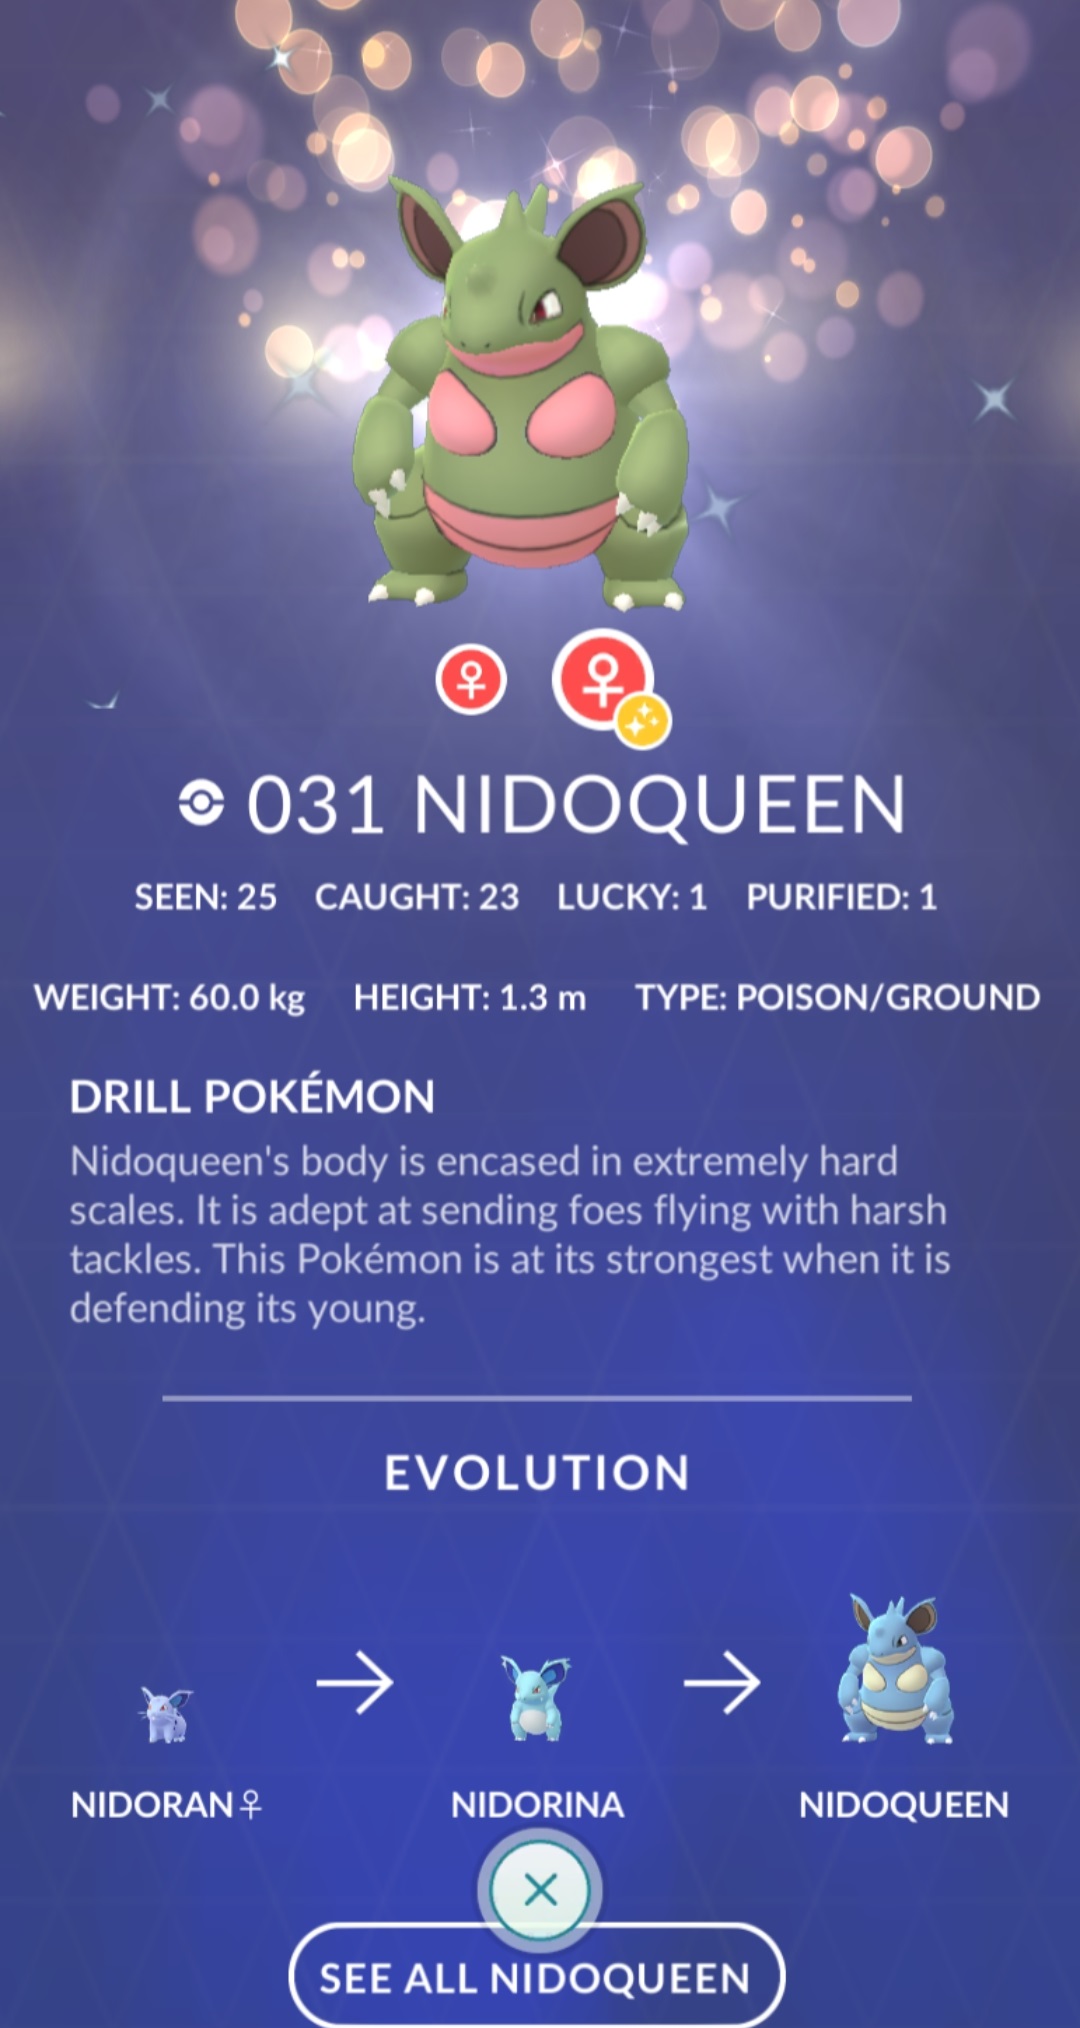 031 NIDOQUEEN
SEEN: 25 CAUGHT: 23 LUCKY: 1 PURIFIED: 1
WEIGHT: 60.0 kg HEIGHT: 1.3 m TYPE: POISON/GROUND
DRILL POKÉMON
Nidoqueen's body is encased in extremely hard
scales. It is adept at sending foes flying with harsh
tackles. This Pokémon is at its strongest when it is
defending its young.
EVOLUTION
NIDORAN♀ NIDORINA NIDOQUEEN
SEE ALL NIDOQUEEN